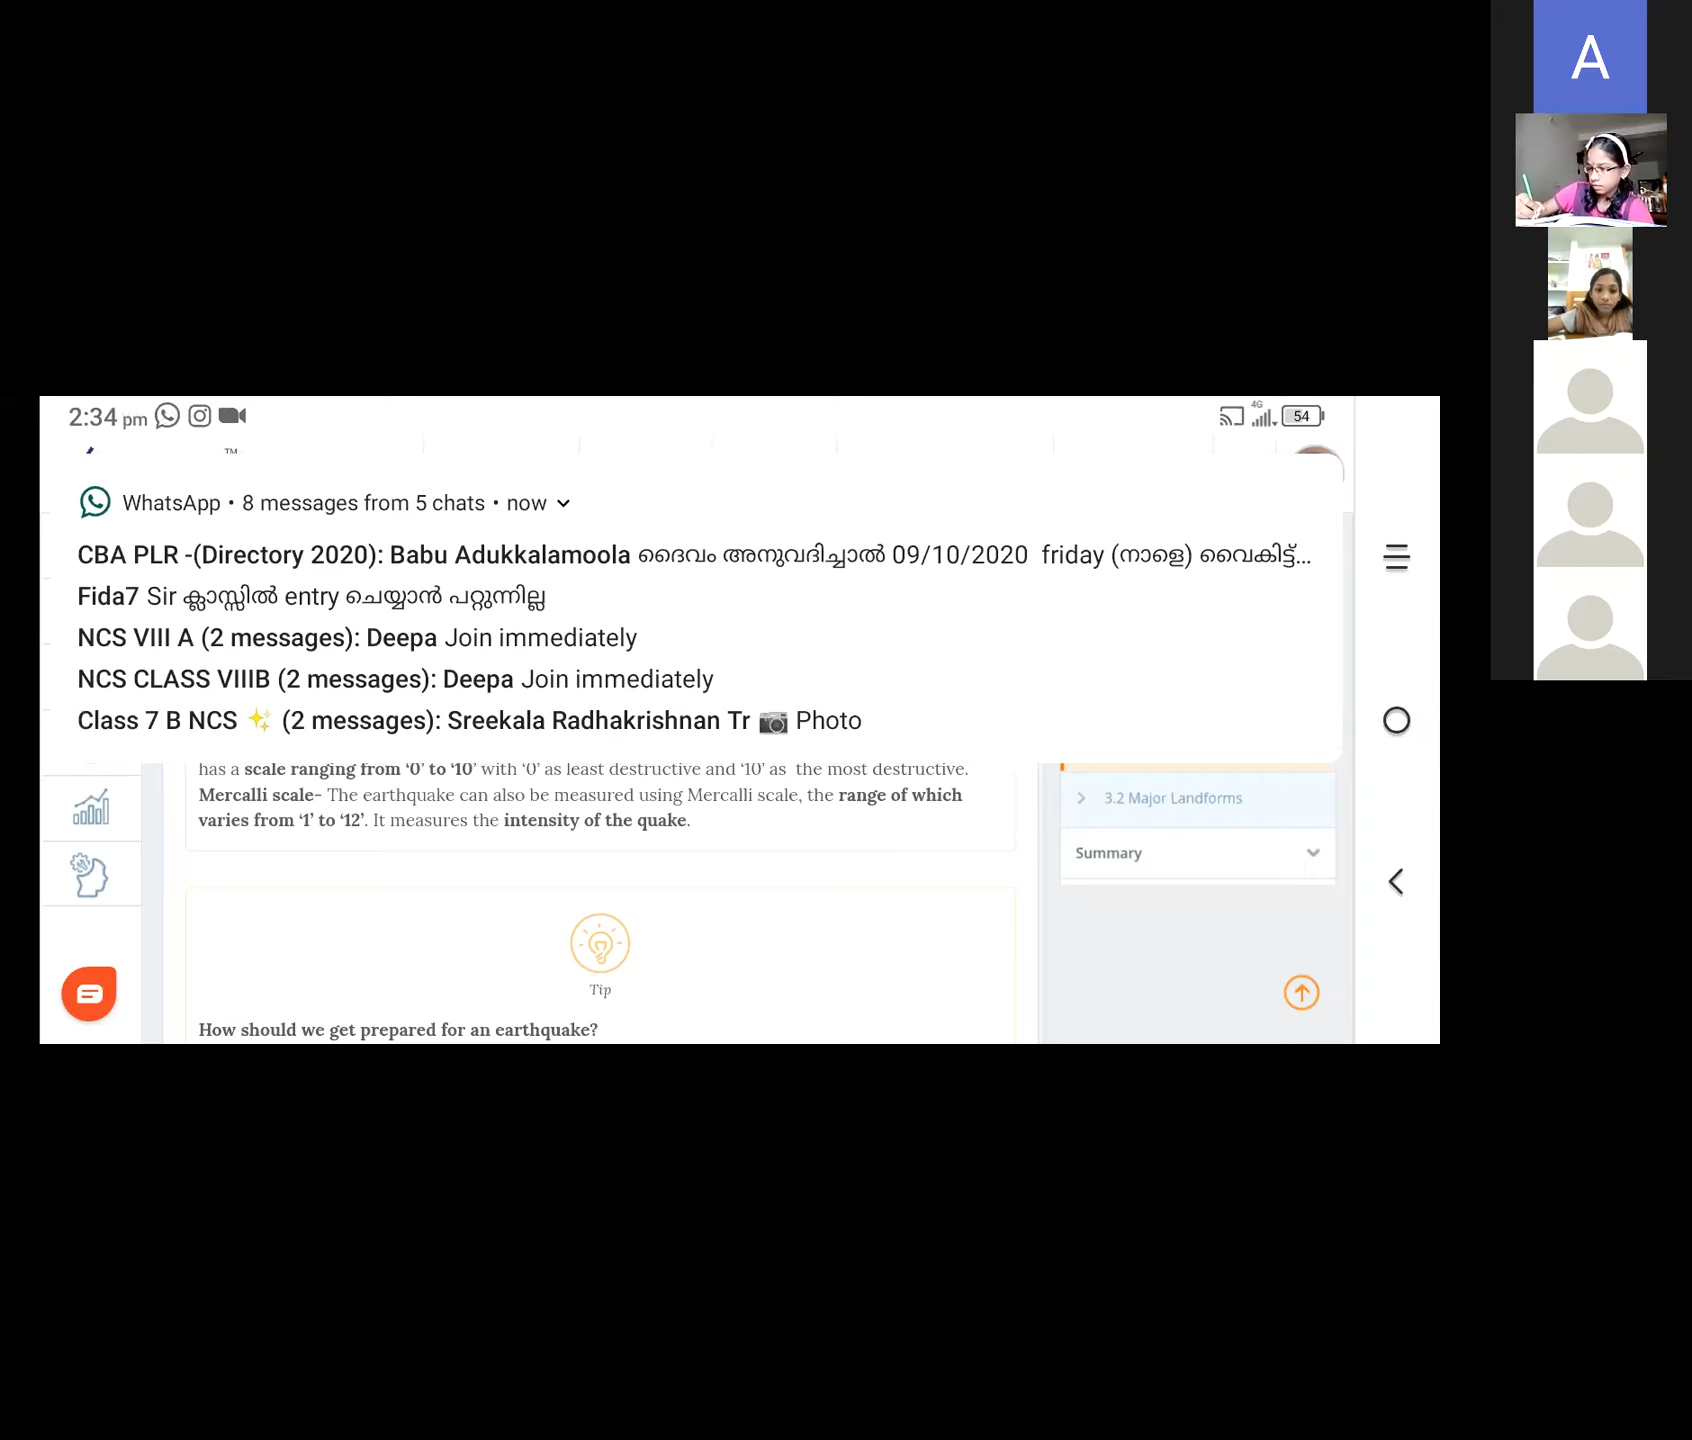 A
2:34 pm
4G
54
TM
WhatsApp • 8 messages from 5 chats • now
CBA PLR -(Directory 2020): Babu Adukkalamoola ദൈവം അനുവദിച്ചാൽ 09/10/2020 friday (നാളെ) വൈകിട്ട്...
Fida7 Sir ക്ലാസ്സിൽ entry ചെയ്യാൻ പറ്റുന്നില്ല
NCS VIII A (2 messages): Deepa Join immediately
NCS CLASS VIIIB (2 messages): Deepa Join immediately
Class 7 B NCS ✨ (2 messages): Sreekala Radhakrishnan Tr 📷 Photo
has a scale ranging from ‘0’ to ‘10’ with ‘0’ as least destructive and ‘10’ as the most destructive.
Mercalli scale- The earthquake can also be measured using Mercalli scale, the range of which
varies from ‘1’ to ‘12’. It measures the intensity of the quake.
3.2 Major Landforms
Summary
Tip
How should we get prepared for an earthquake?